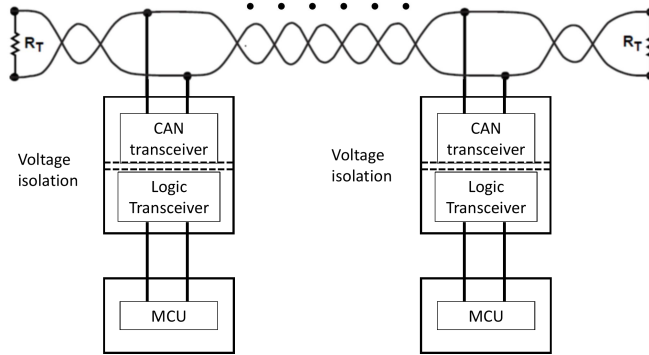 RT
RT
CAN
transceiver
Voltage
isolation
Logic
Transceiver
MCU
CAN
transceiver
Voltage
isolation
Logic
Transceiver
MCU